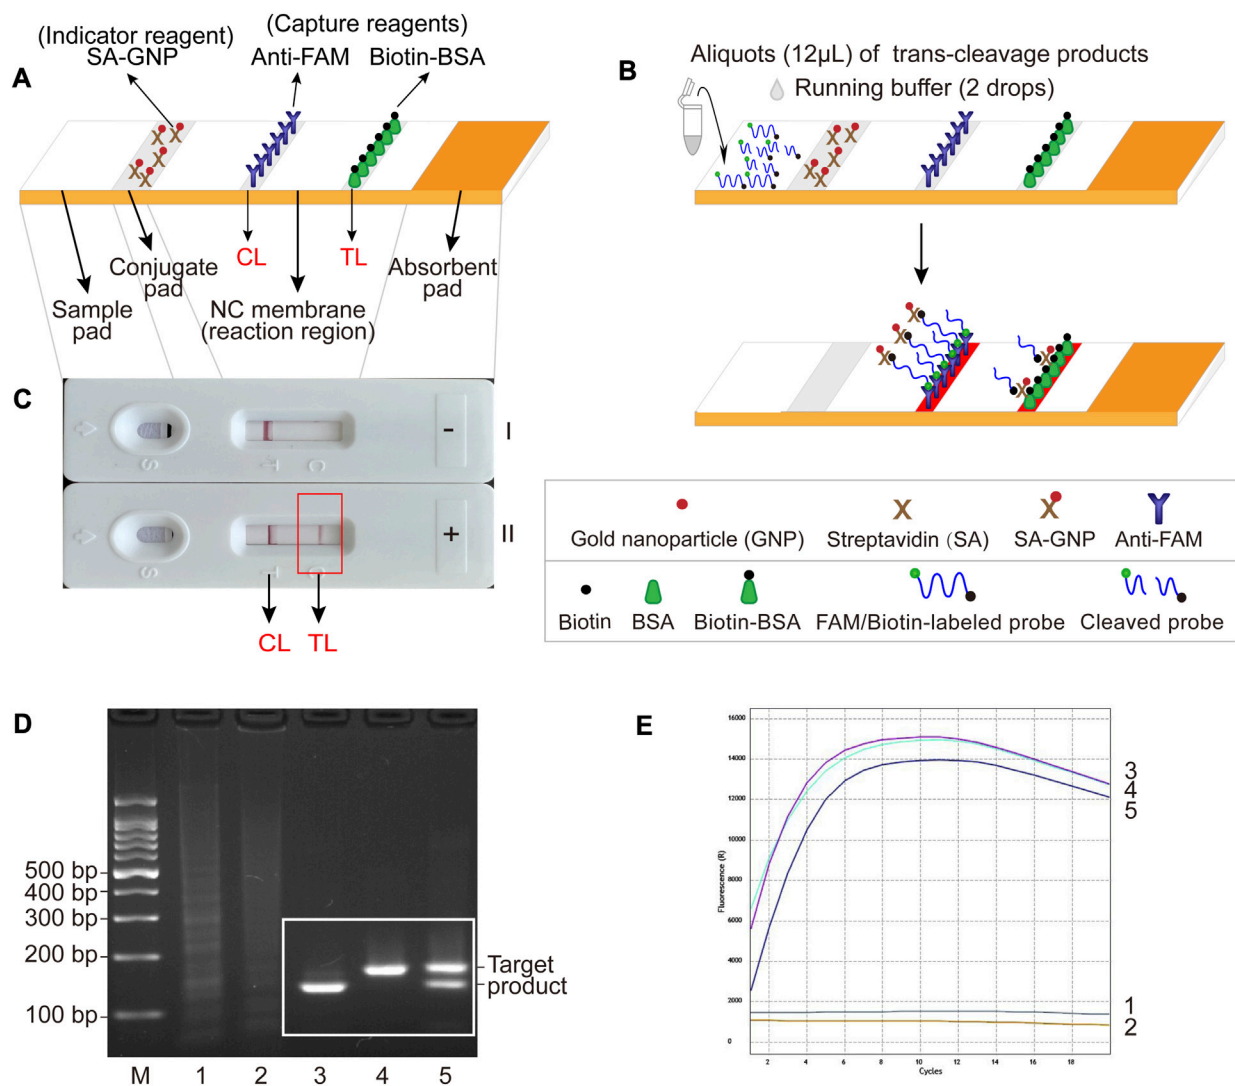 A
(Indicator reagent)
SA-GNP
(Capture reagents)
Anti-FAM
Biotin-BSA
CL
TL
Sample
pad
Conjugate
pad
NC membrane
(reaction region)
Absorbent
pad
B
Aliquots (12μL) of trans-cleavage products
Running buffer (2 drops)
C
S
T
C
-
I
S
T
C
+
II
CL
TL
Gold nanoparticle (GNP)
Streptavidin (SA)
SA-GNP
Anti-FAM
Biotin
BSA
Biotin-BSA
FAM/Biotin-labeled probe
Cleaved probe
D
500 bp
400 bp
300 bp
200 bp
100 bp
Target
product
M
1
2
3
4
5
E
Fluorescence (R)
16000
14000
12000
10000
8000
6000
4000
2000
0
2
4
6
8
10
12
14
16
18
Cycles
3
4
5
1
2